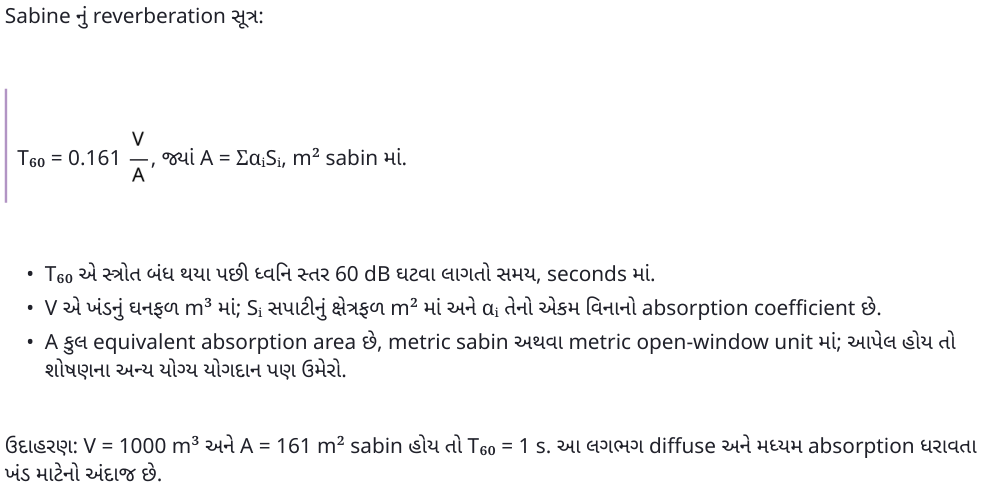 Sabine નું reverberation સૂત્ર:
T₆₀ = 0.161 V/A, જ્યાં A = ΣαᵢSᵢ, m² sabin માં.
• T₆₀ એ સ્ત્રોત બંધ થયા પછી ધ્વનિ સ્તર 60 dB ઘટવા લાગતો સમય, seconds માં.
• V એ ખંડનું ઘનફળ m³ માં; Sᵢ સપાટીનું ક્ષેત્રફળ m² માં અને αᵢ તેનો એકમ વિનાનો absorption coefficient છે.
• A કુલ equivalent absorption area છે, metric sabin અથવા metric open-window unit માં; આપેલ હોય તો
શોષણના અન્ય યોગ્ય યોગદાન પણ ઉમેરો.
ઉદાહરણ: V = 1000 m³ અને A = 161 m² sabin હોય તો T₆₀ = 1 s. આ લગભગ diffuse અને મધ્યમ absorption ધરાવતા
ખંડ માટેનો અંદાજ છે.